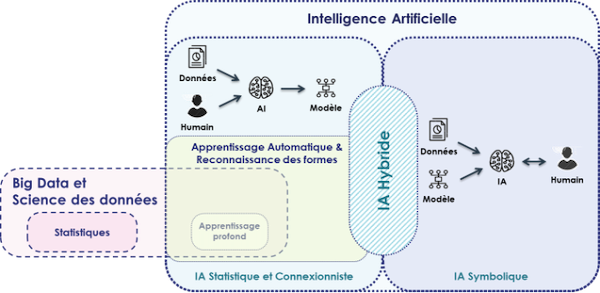 Intelligence Artificielle
Données
Humain
AI
Modèle
Apprentissage Automatique &
Reconnaissance des formes
Big Data et
Science des données
Statistiques
Apprentissage
profond
IA Statistique et Connexionniste
IA Hybride
Données
Modèle
IA
Humain
IA Symbolique